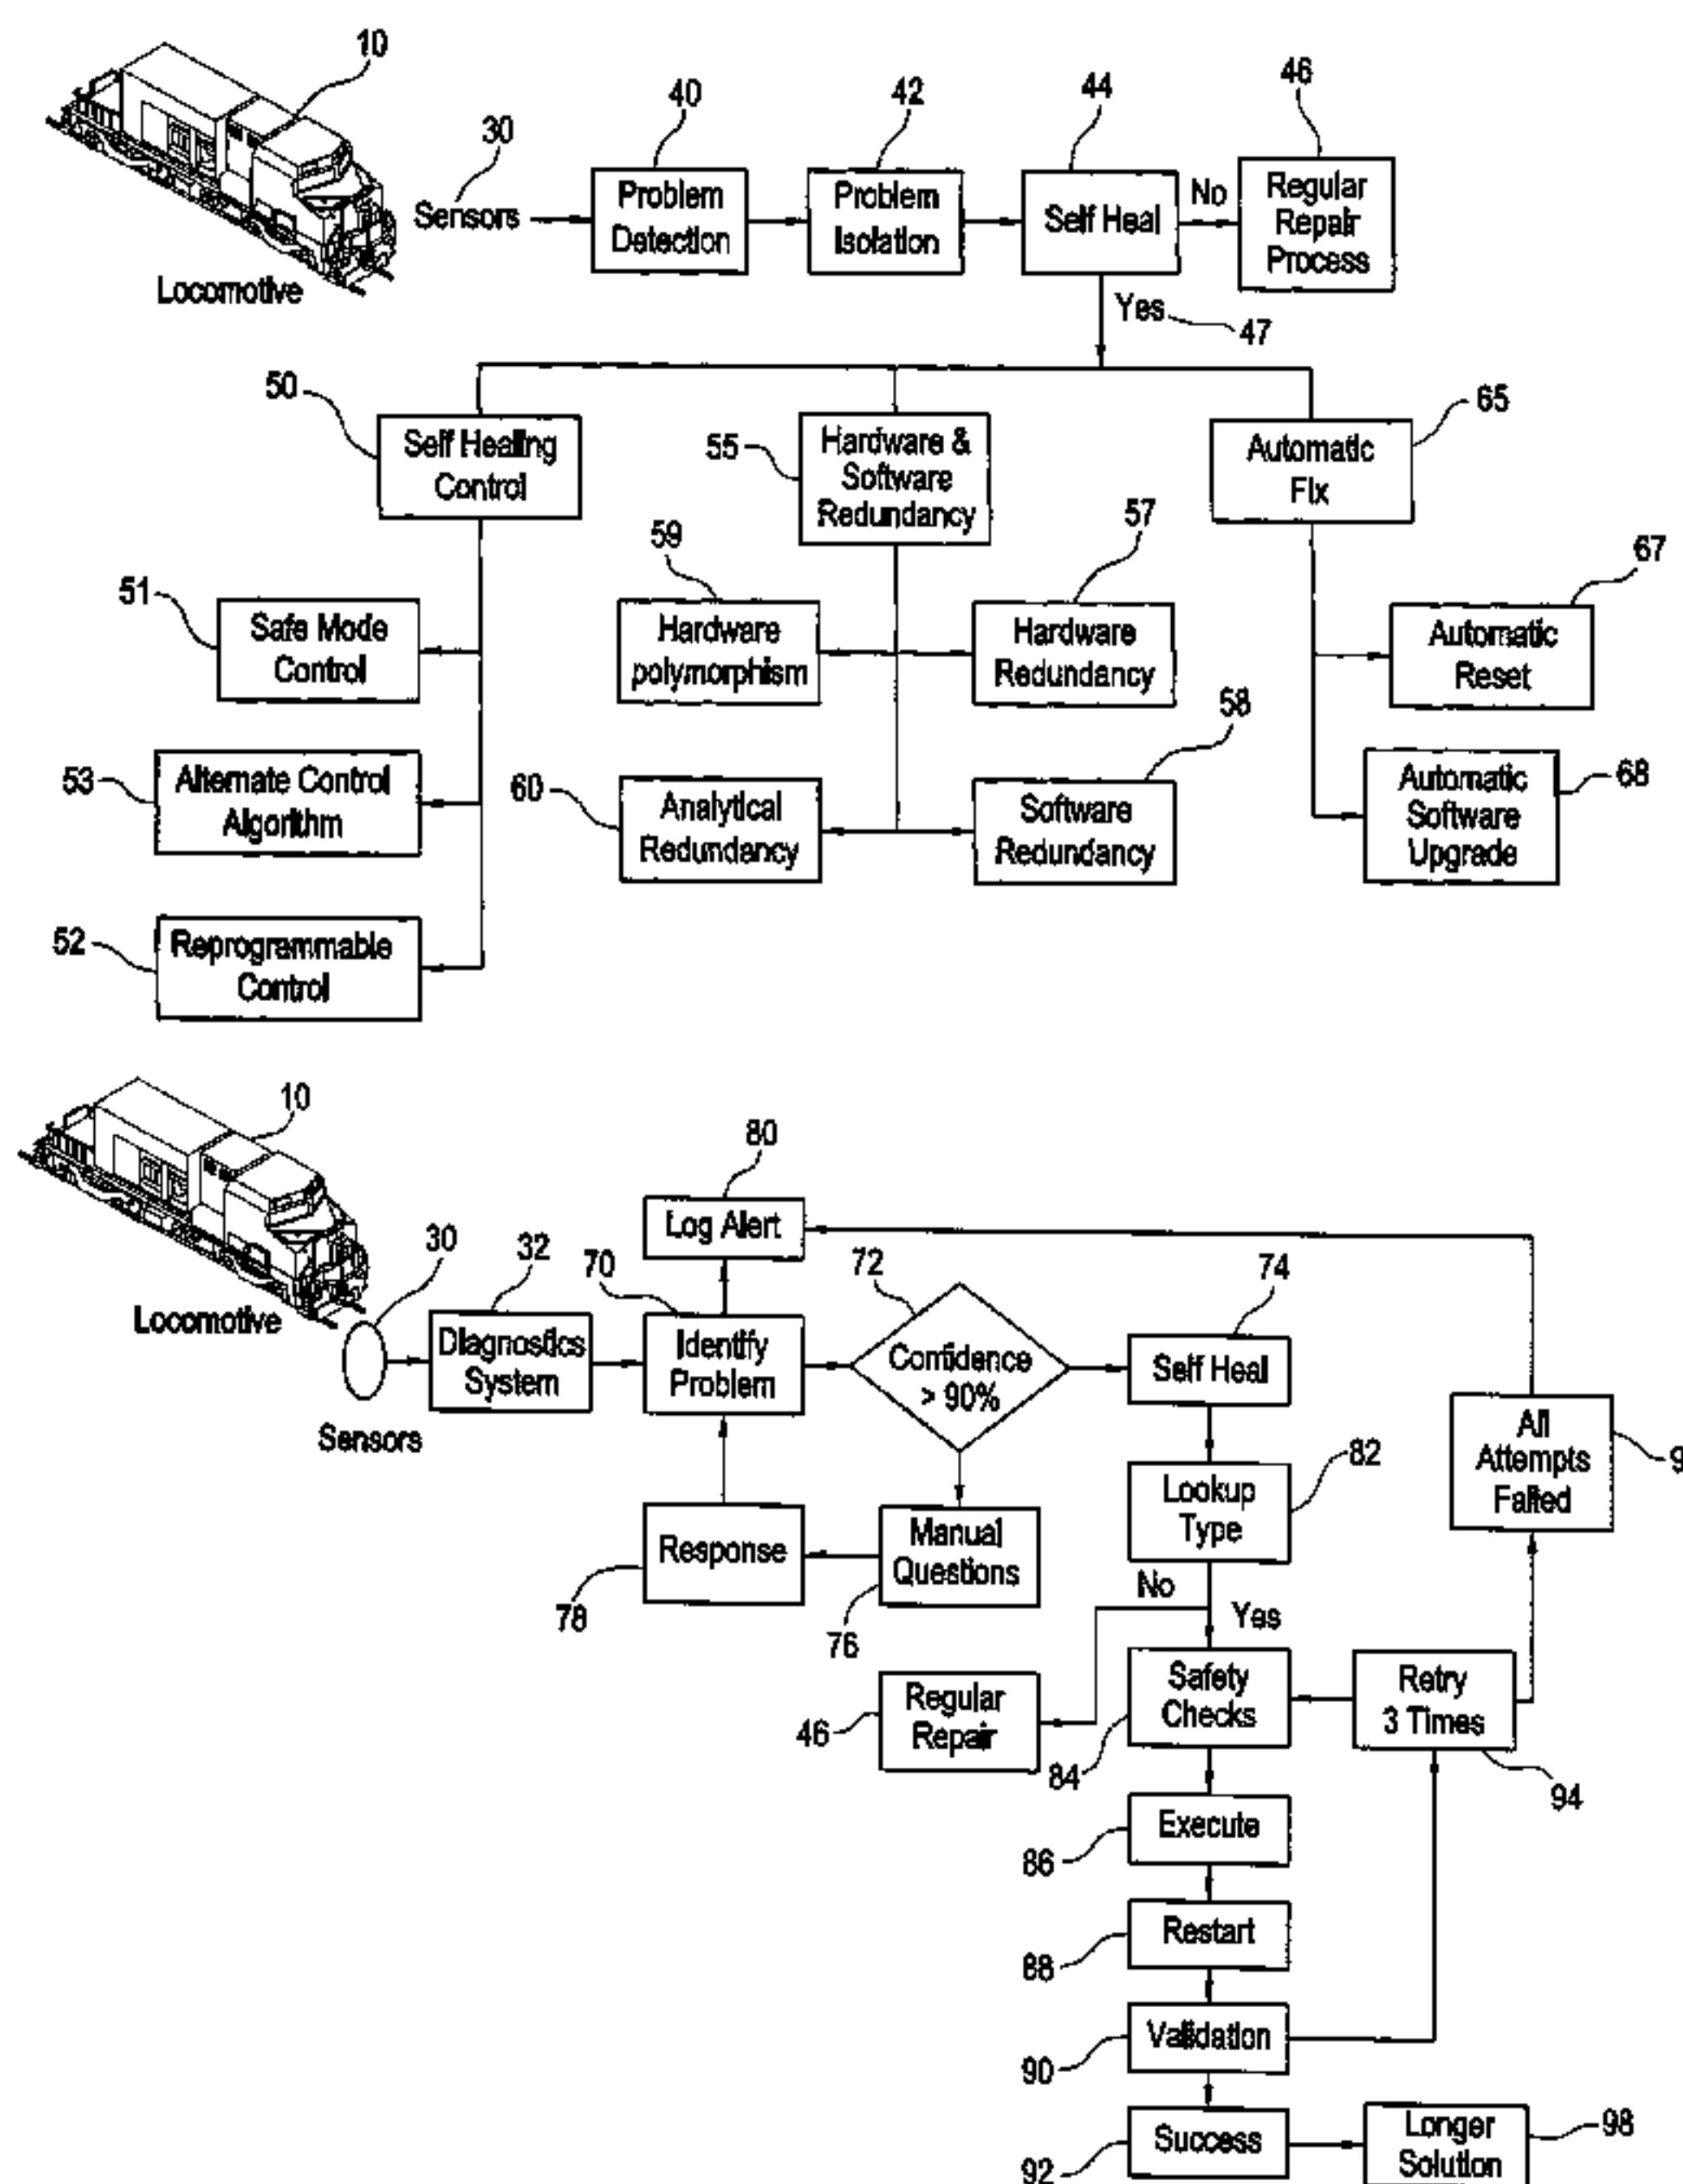 10
Locomotive
30
Sensors
40
Problem
Detection
42
Problem
Isolation
44
Self Heal
No
46
Regular
Repair
Process
Yes
47
50
Self Healing
Control
55
Hardware &
Software
Redundancy
65
Automatic
Fix
51
Safe Mode
Control
59
Hardware
polymorphism
57
Hardware
Redundancy
67
Automatic
Reset
53
Alternate Control
Algorithm
60
Analytical
Redundancy
58
Software
Redundancy
68
Automatic
Software
Upgrade
52
Reprogrammable
Control
10
Locomotive
30
Sensors
32
Diagnostics
System
80
Log Alert
70
Identify
Problem
72
Confidence
> 90%
74
Self Heal
78
Response
76
Manual
Questions
82
Lookup
Type
All
Attempts
Failed
9
No
Yes
46
Regular
Repair
84
Safety
Checks
Retry
3 Times
94
86
Execute
88
Restart
90
Validation
92
Success
98
Longer
Solution